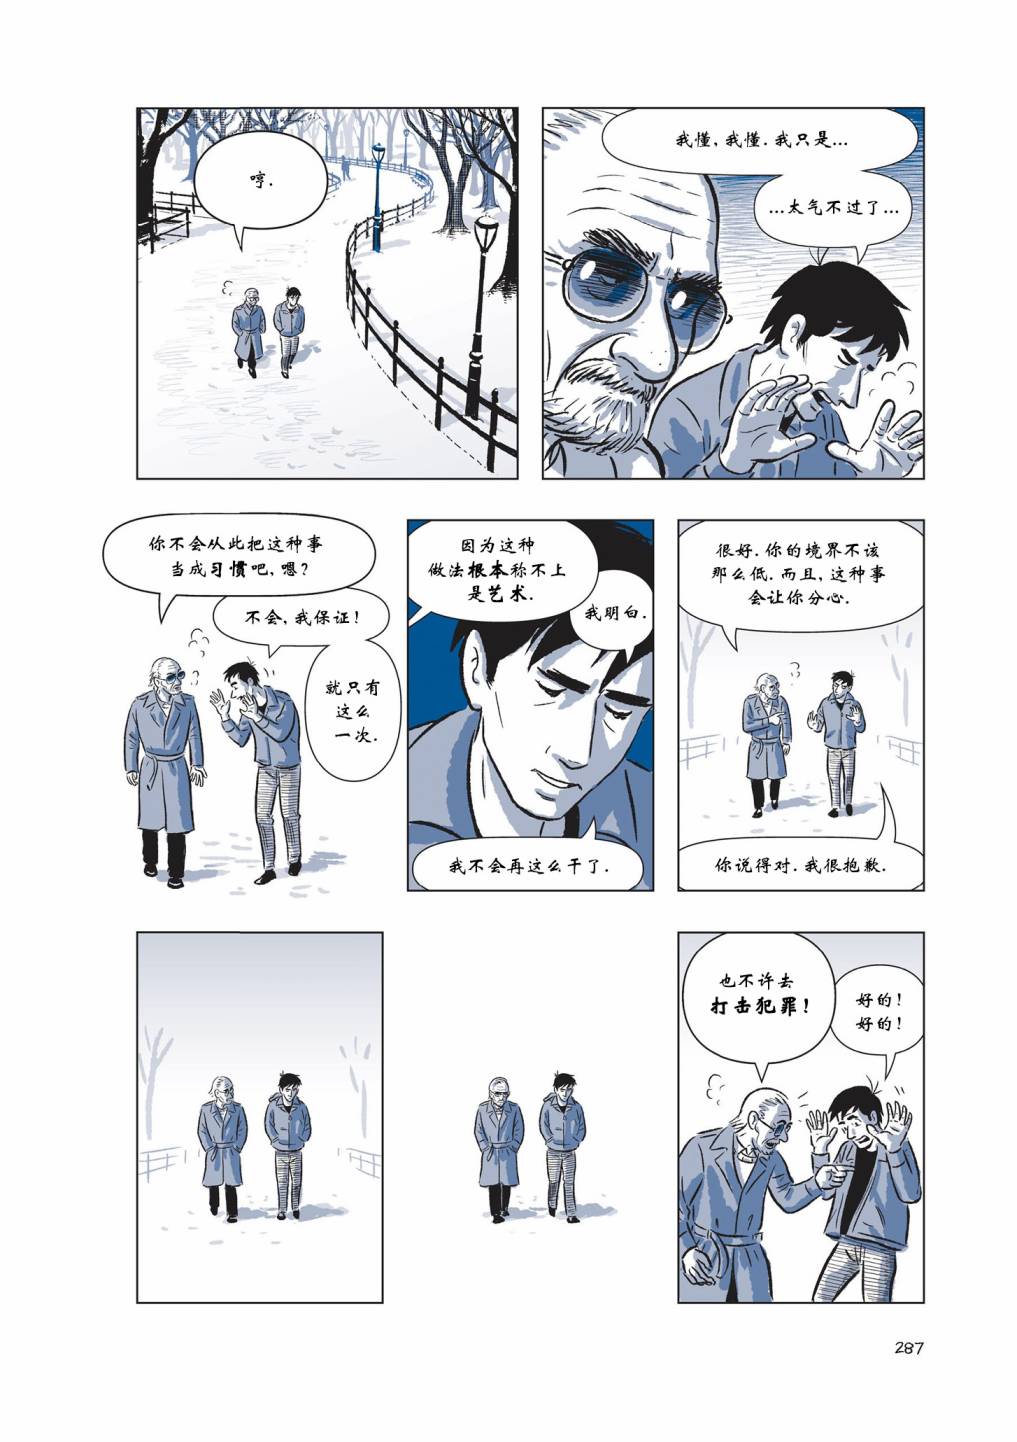 哼.
我懂, 我懂. 我只是...
...太气不过了...
你不会从此把这种事
当成习惯吧, 嗯?
不会, 我保证!
就只有
这么
一次.
因为这种
做法根本称不上
是艺术.
我明白.
我不会再这么干了.
很好. 你的境界不该
那么低. 而且, 这种事
会让你分心.
你说得对. 我很抱歉.
也不许去
打击犯罪!
好的!
好的!
287